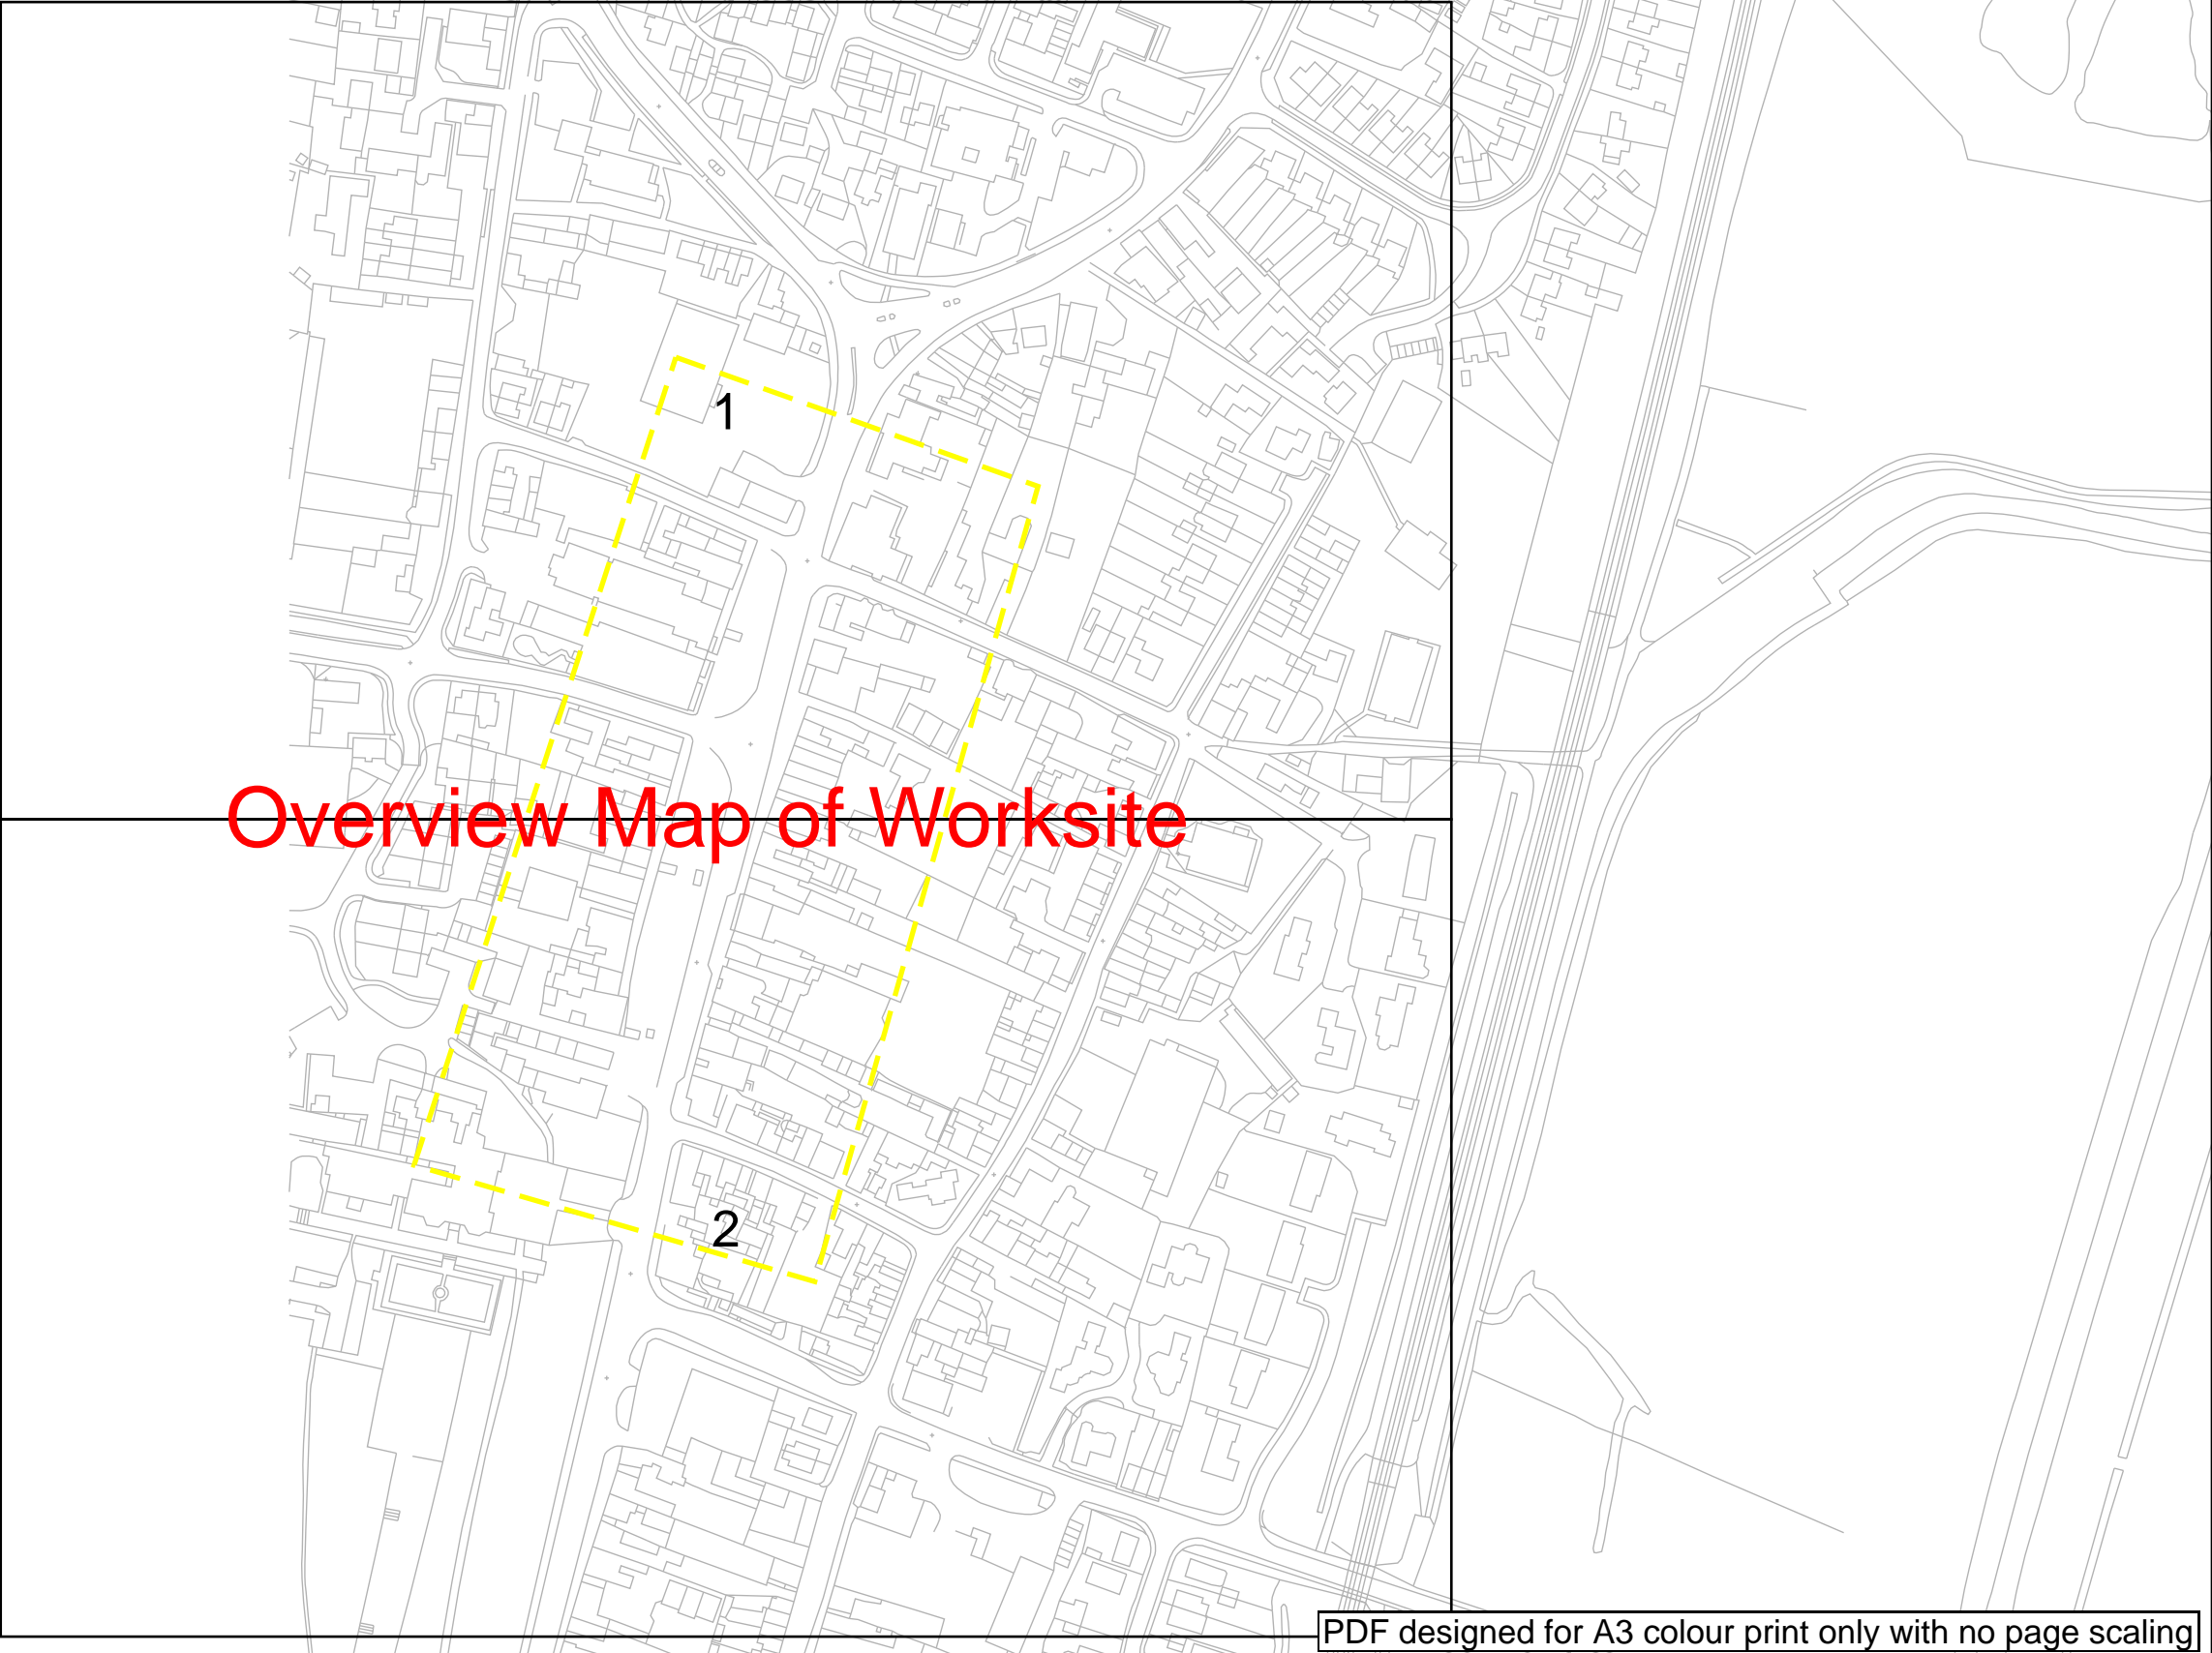 1
Overview Map of Worksite
2
PDF designed for A3 colour print only with no page scaling